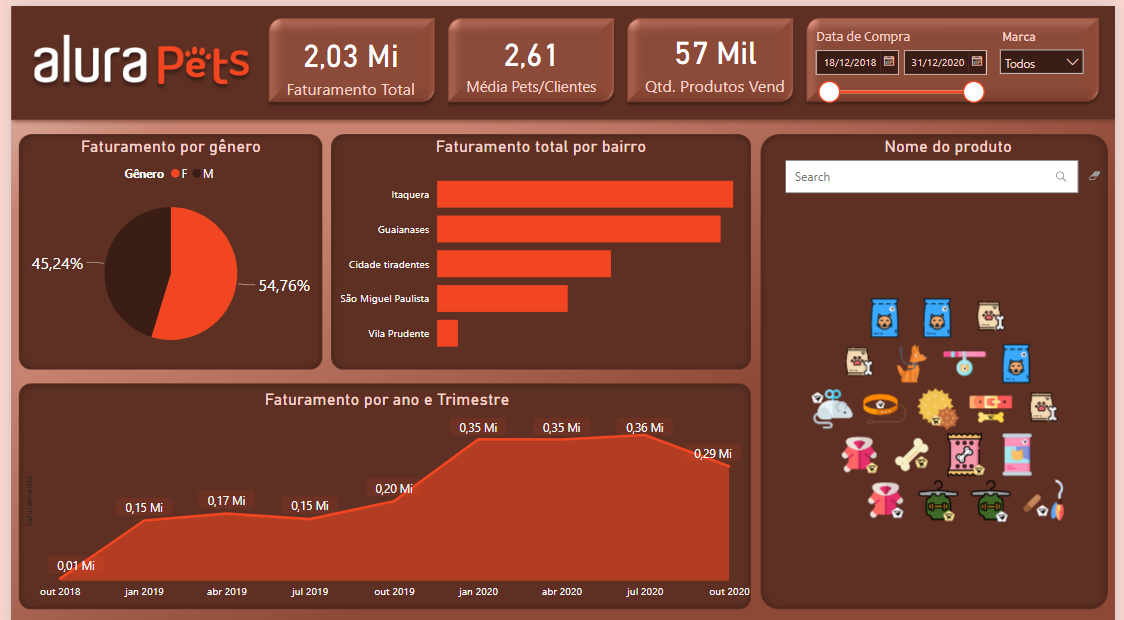 alura Pets
2,03 Mi
Faturamento Total
2,61
Média Pets/Clientes
57 Mil
Qtd. Produtos Vend
Data de Compra
18/12/2018
31/12/2020
Marca
Todos
Faturamento por gênero
Gênero F M
45,24%
54,76%
Faturamento total por bairro
Itaquera
Guaianases
Cidade tiradentes
São Miguel Paulista
Vila Prudente
Nome do produto
Search
Faturamento por ano e Trimestre
faturamento
0,01 Mi
0,15 Mi
0,17 Mi
0,15 Mi
0,20 Mi
0,35 Mi
0,35 Mi
0,36 Mi
0,29 Mi
out 2018
jan 2019
abr 2019
jul 2019
out 2019
jan 2020
abr 2020
jul 2020
out 2020